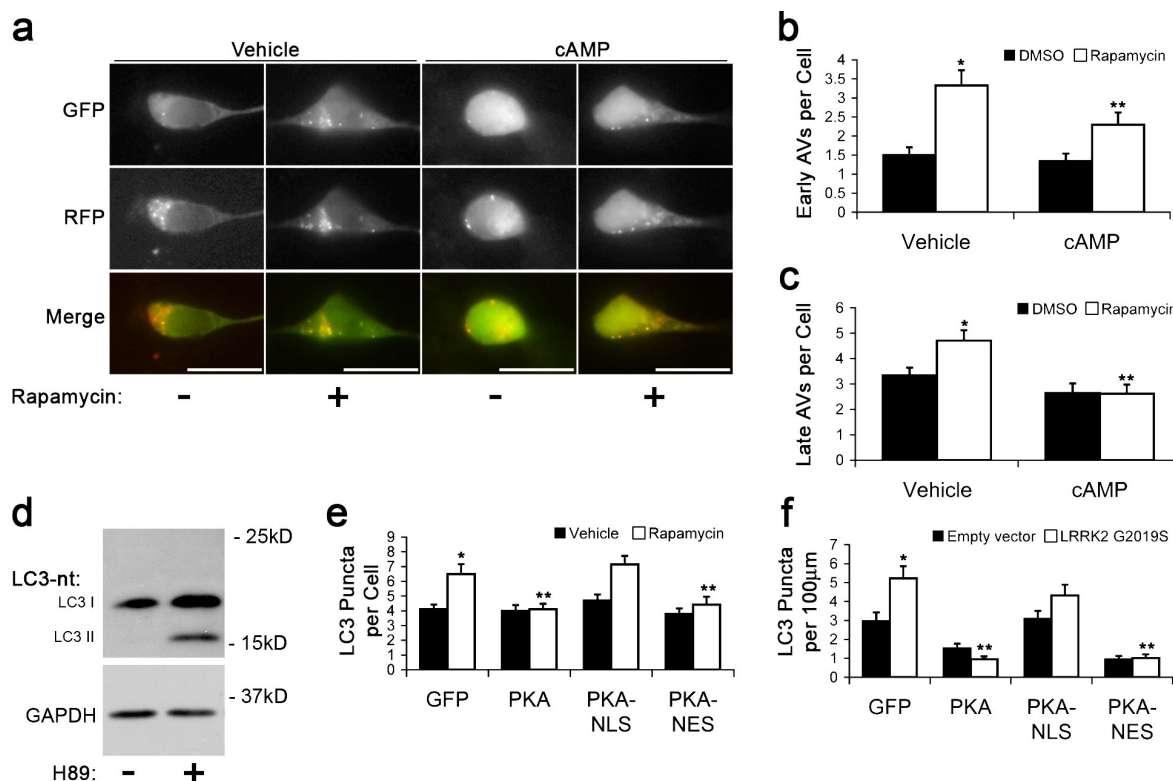 a
Vehicle cAMP
GFP
RFP
Merge
Rapamycin: - + - +
b
DMSO Rapamycin
Early AVs per Cell
4
3.5
3
2.5
2
1.5
1
0.5
0
*
**
Vehicle cAMP
c
DMSO Rapamycin
Late AVs per Cell
6
5
4
3
2
1
0
*
**
Vehicle cAMP
d
- 25kD
LC3-nt:
LC3 I
LC3 II
- 15kD
- 37kD
GAPDH
H89: - +
e
Vehicle Rapamycin
LC3 Puncta
per Cell
9
8
7
6
5
4
3
2
1
0
*
**
**
GFP PKA PKA-NLS PKA-NES
f
Empty vector LRRK2 G2019S
LC3 Puncta
per 100µm
7
6
5
4
3
2
1
0
*
**
**
GFP PKA PKA-NLS PKA-NES